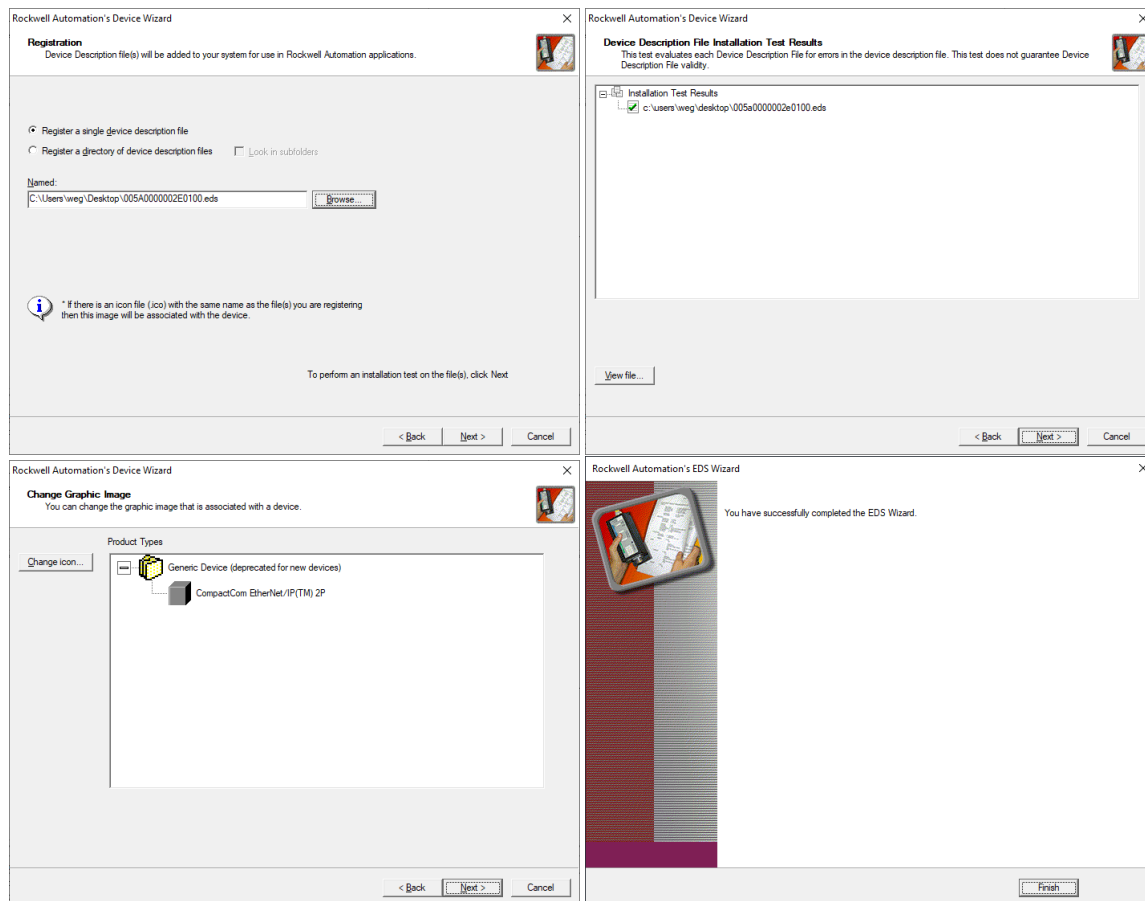 Rockwell Automation's Device Wizard
Registration
Device Description file(s) will be added to your system for use in Rockwell Automation applications.
Register a single device description file
Register a directory of device description files
Look in subfolders
Named:
C:\Users\weg\Desktop\005A0000002E0100.eds
Browse...
* If there is an icon file (.ico) with the same name as the file(s) you are registering
then this image will be associated with the device.
To perform an installation test on the file(s), click Next
< Back
Next >
Cancel
Rockwell Automation's Device Wizard
Device Description File Installation Test Results
This test evaluates each Device Description File for errors in the device description file. This test does not guarantee Device
Description File validity.
Installation Test Results
c:\users\weg\desktop\005a0000002e0100.eds
View file...
< Back
Next >
Cancel
Rockwell Automation's Device Wizard
Change Graphic Image
You can change the graphic image that is associated with a device.
Product Types
Change icon...
Generic Device (deprecated for new devices)
CompactCom EtherNet/IP(TM) 2P
< Back
Next >
Cancel
Rockwell Automation's EDS Wizard
You have successfully completed the EDS Wizard.
Finish